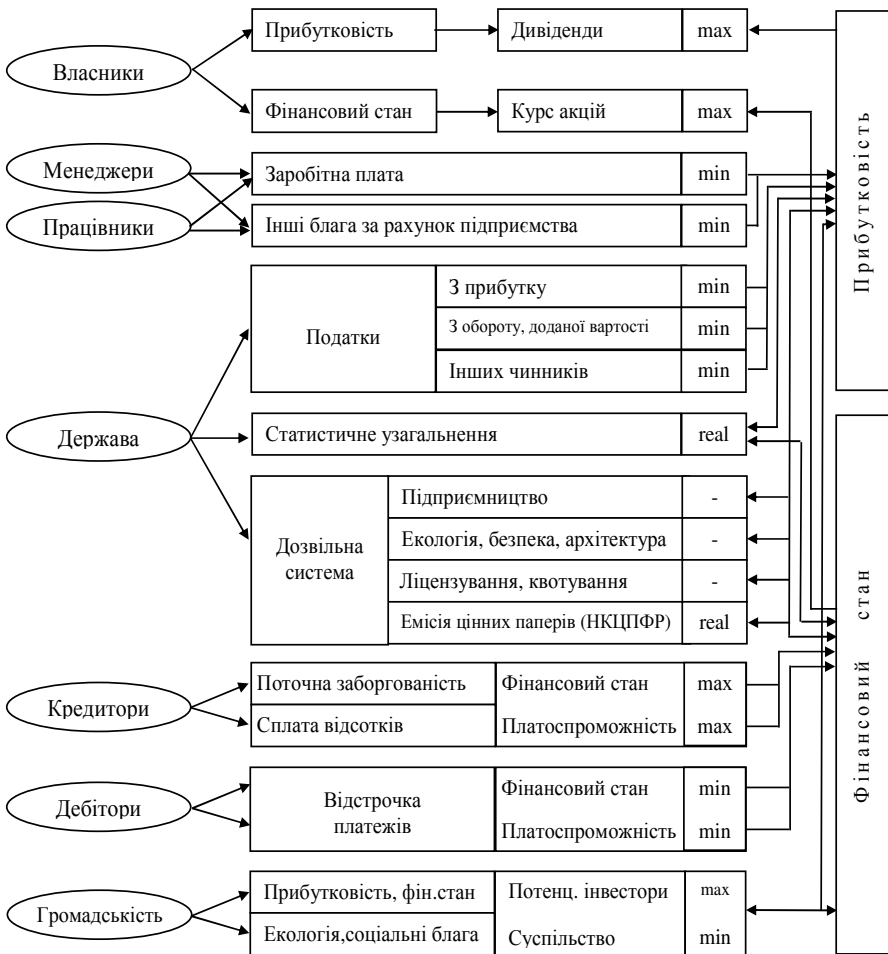 Власники
Прибутковість
Дивіденди
max
Фінансовий стан
Курс акцій
max
Менеджери
Працівники
Заробітна плата
min
Інші блага за рахунок підприємства
min
Держава
Податки
З прибутку
min
З обороту, доданої вартості
min
Інших чинників
min
Статистичне узагальнення
real
Дозвільна
система
Підприємництво
-
Екологія, безпека, архітектура
-
Ліцензування, квотування
-
Емісія цінних паперів (НКЦПФР)
real
Кредитори
Поточна заборгованість
Фінансовий стан
max
Сплата відсотків
Платоспроможність
max
Дебітори
Відстрочка
платежів
Фінансовий стан
min
Платоспроможність
min
Громадськість
Прибутковість, фін.стан
Потенц. інвестори
max
Екологія,соціальні блага
Суспільство
min
Прибутковість
Фінансовий стан